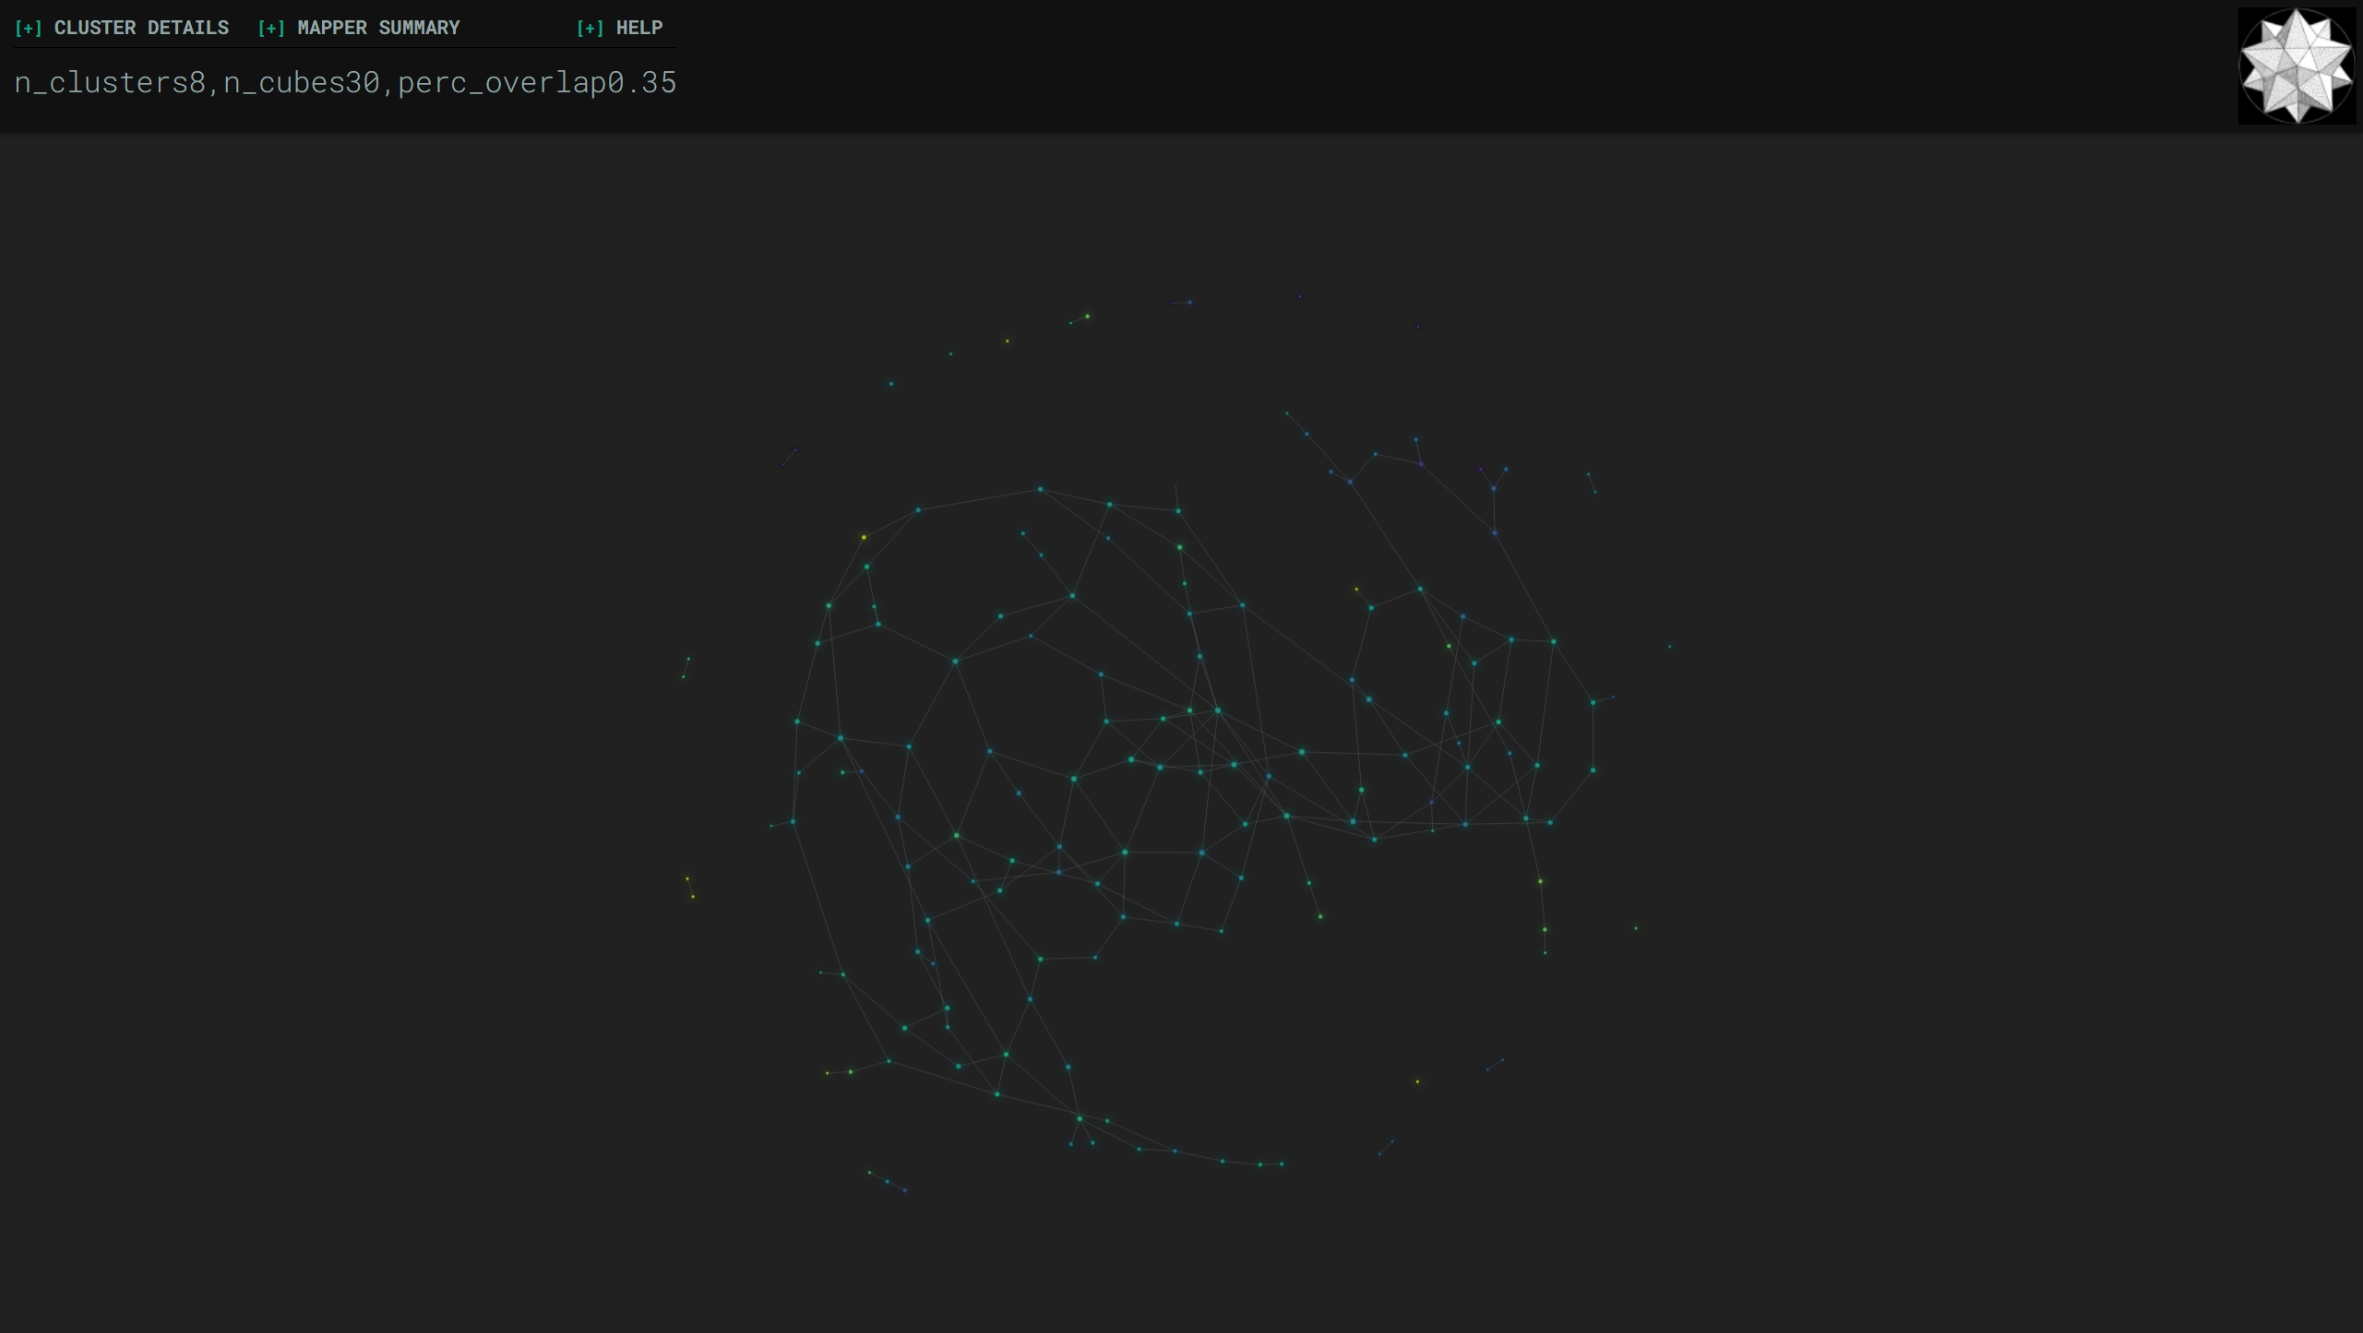 [+] CLUSTER DETAILS [+] MAPPER SUMMARY [+] HELP
n_clusters8,n_cubes30,perc_overlap0.35